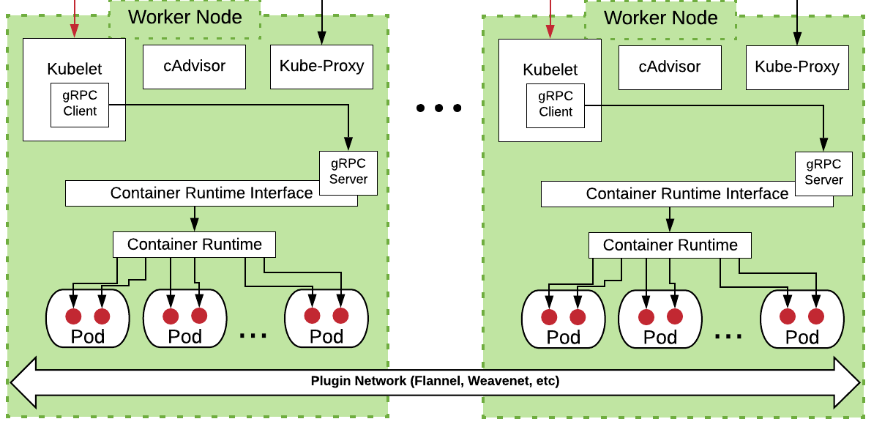 Worker Node
Kubelet
gRPC
Client
cAdvisor
Kube-Proxy
gRPC
Server
Container Runtime Interface
Container Runtime
Pod
Pod
...
Pod
...
Worker Node
Kubelet
gRPC
Client
cAdvisor
Kube-Proxy
gRPC
Server
Container Runtime Interface
Container Runtime
Pod
Pod
...
Pod
Plugin Network (Flannel, Weavenet, etc)